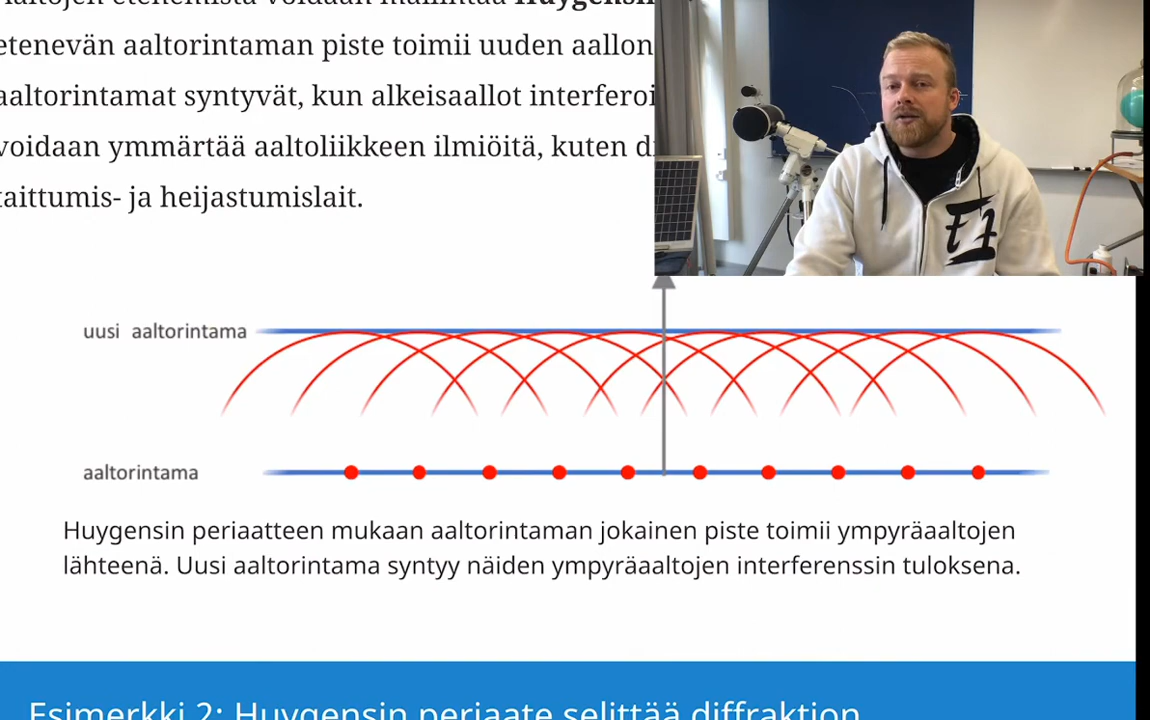 etenevän aaltorintaman piste toimii uuden aallon
aaltorintamat syntyvät, kun alkeisaallot
voidaan ymmärtää aaltoliikkeen ilmiöitä, kuten
taittumis- ja heijastumislait.
uusi aaltorintama
aaltorintama
Huygensin periaatteen mukaan aaltorintaman jokainen piste toimii ympyräaaltojen
lähteenä. Uusi aaltorintama syntyy näiden ympyräaaltojen interferenssin tuloksena.
Esimerkki 2: Huygensin periaate selittää diffraktion